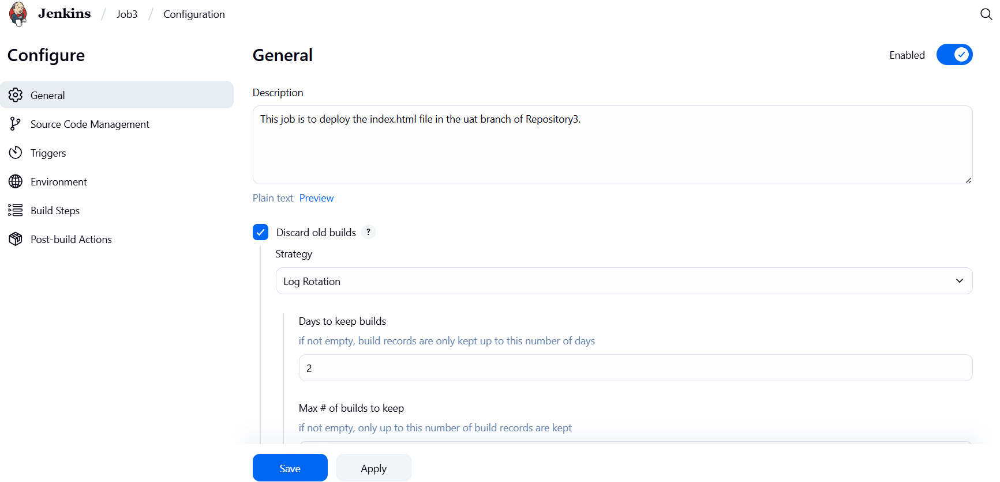 Jenkins / Job3 / Configuration
Configure
General
Source Code Management
Triggers
Environment
Build Steps
Post-build Actions
General
Enabled
Description
This job is to deploy the index.html file in the uat branch of Repository3.
Plain text Preview
Discard old builds ?
Strategy
Log Rotation
Days to keep builds
if not empty, build records are only kept up to this number of days
2
Max # of builds to keep
if not empty, only up to this number of build records are kept
Save Apply